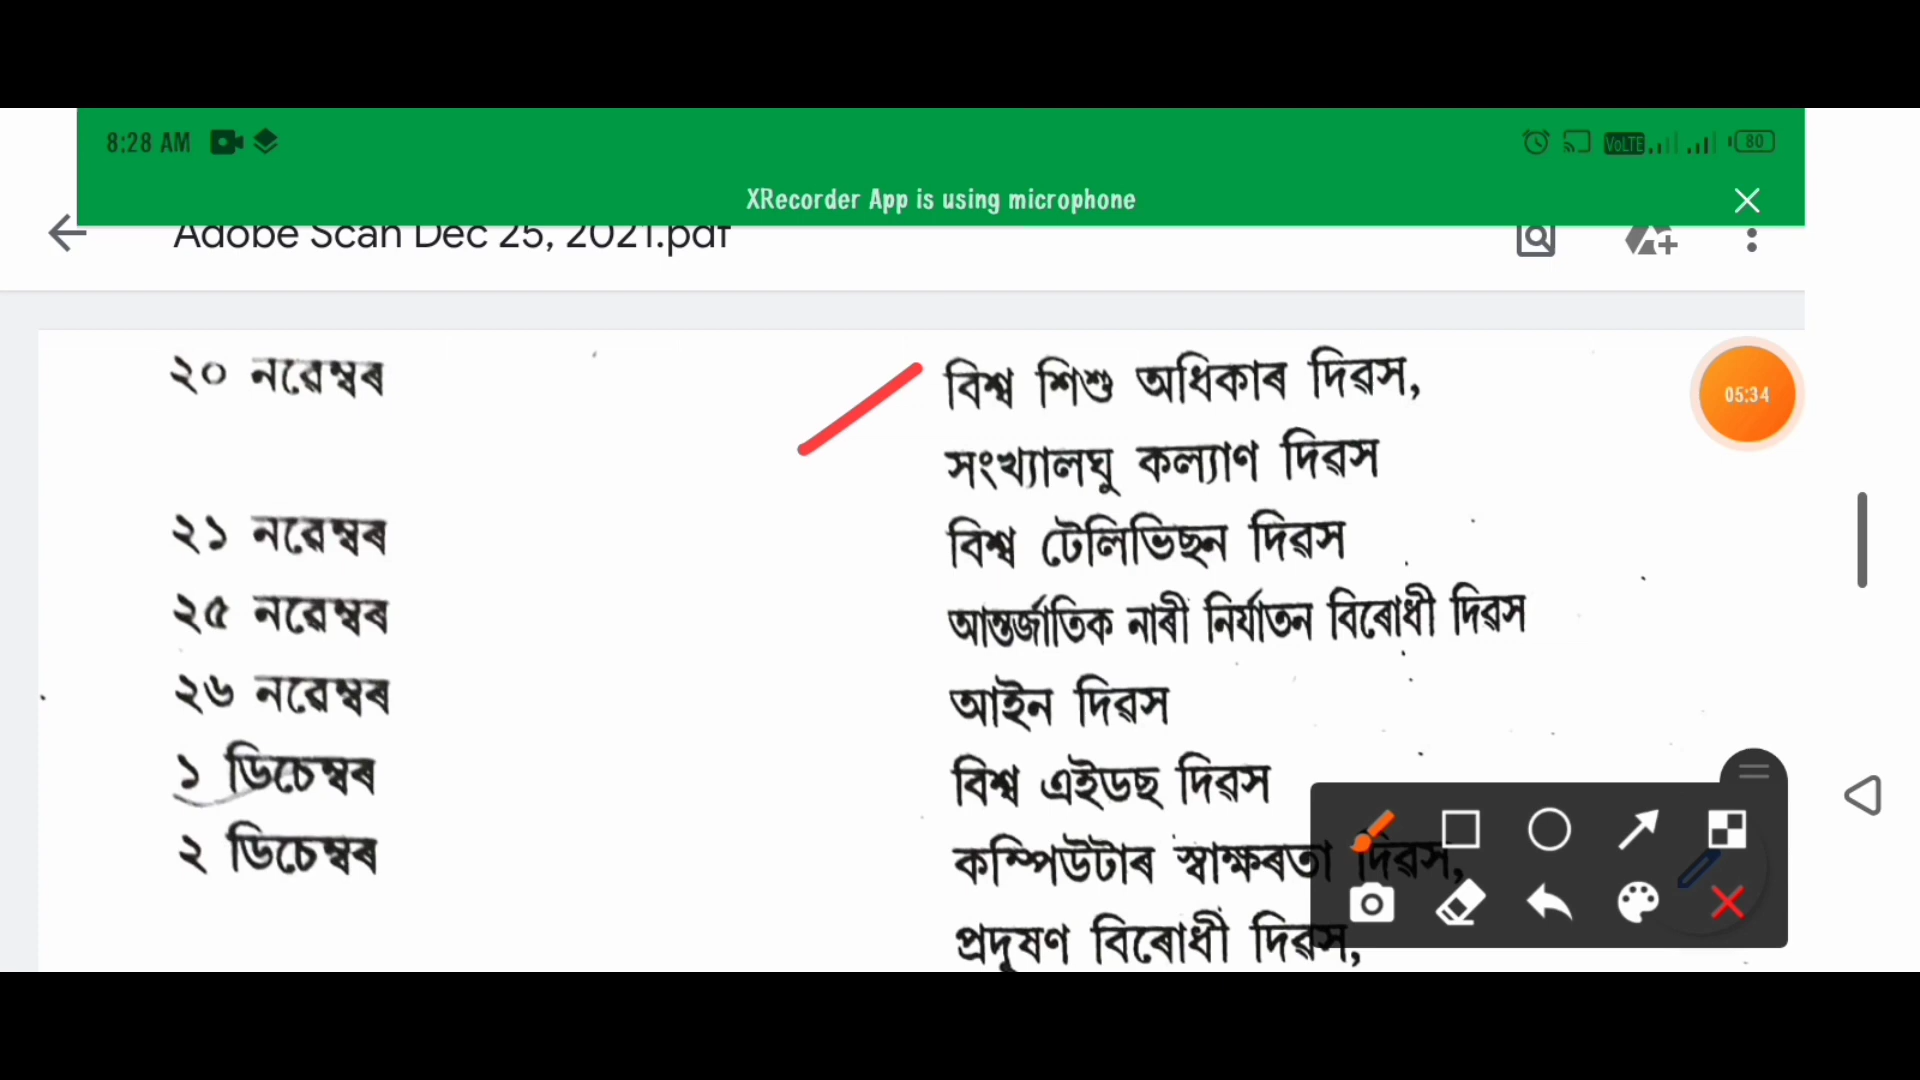 8:28 AM VoLTE 80
XRecorder App is using microphone
Adobe Scan Dec 25, 2021.pdf
২০ নৱেম্বৰ বিশ্ব শিশু অধিকাৰ দিৱস,
05:34
সংখ্যালঘু কল্যাণ দিৱস
২১ নৱেম্বৰ বিশ্ব টেলিভিছন দিৱস
২৫ নৱেম্বৰ আন্তৰ্জাতিক নাৰী নিৰ্যাতন বিৰোধী দিৱস
২৬ নৱেম্বৰ আইন দিৱস
১ ডিচেম্বৰ বিশ্ব এইডছ দিৱস
২ ডিচেম্বৰ কম্পিউটাৰ স্বাক্ষৰতা দিৱস,
প্ৰদূষণ বিৰোধী দিৱস,